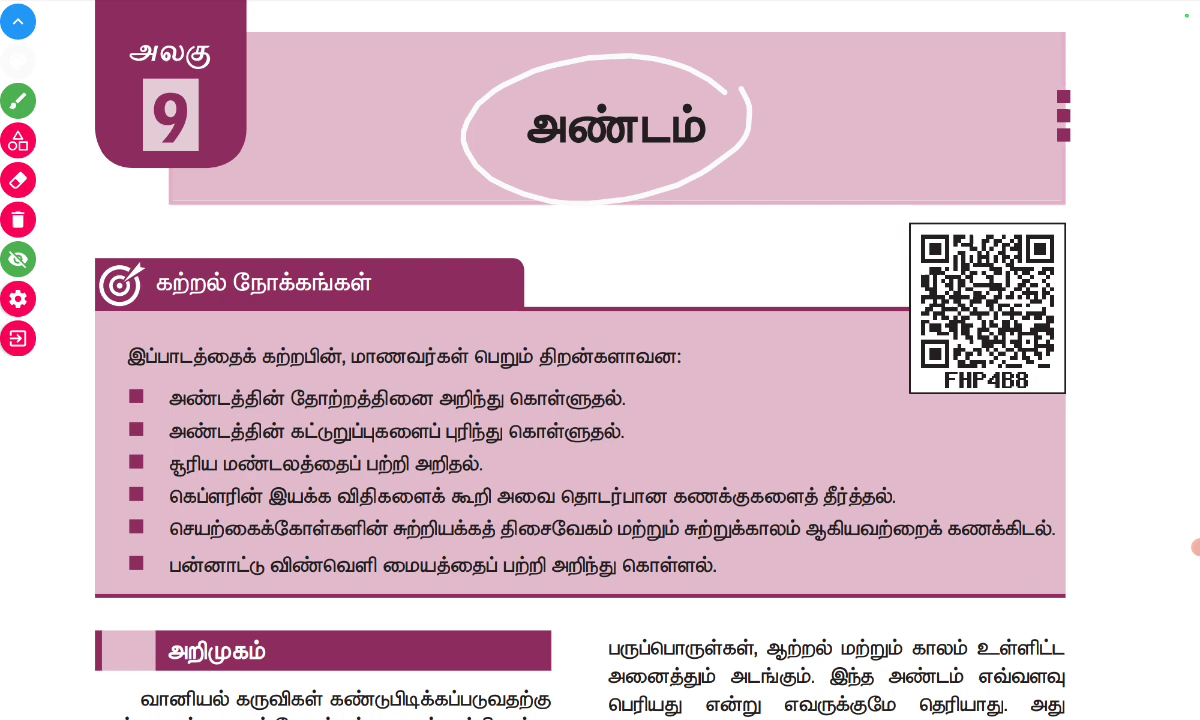 அலகு
9
அண்டம்
FHP4B8
கற்றல் நோக்கங்கள்
இப்பாடத்தைக் கற்றபின், மாணவர்கள் பெறும் திறன்களாவன:
அண்டத்தின் தோற்றத்தினை அறிந்து கொள்ளுதல்.
அண்டத்தின் கட்டுறுப்புகளைப் புரிந்து கொள்ளுதல்.
சூரிய மண்டலத்தைப் பற்றி அறிதல்.
கெப்ளரின் இயக்க விதிகளைக் கூறி அவை தொடர்பான கணக்குகளைத் தீர்த்தல்.
செயற்கைக்கோள்களின் சுற்றியக்கத் திசைவேகம் மற்றும் சுற்றுக்காலம் ஆகியவற்றைக் கணக்கிடல்.
பன்னாட்டு விண்வெளி மையத்தைப் பற்றி அறிந்து கொள்ளல்.
அறிமுகம்
வானியல் கருவிகள் கண்டுபிடிக்கப்படுவதற்கு
பருப்பொருள்கள், ஆற்றல் மற்றும் காலம் உள்ளிட்ட
அனைத்தும் அடங்கும். இந்த அண்டம் எவ்வளவு
பெரியது என்று எவருக்குமே தெரியாது. அது